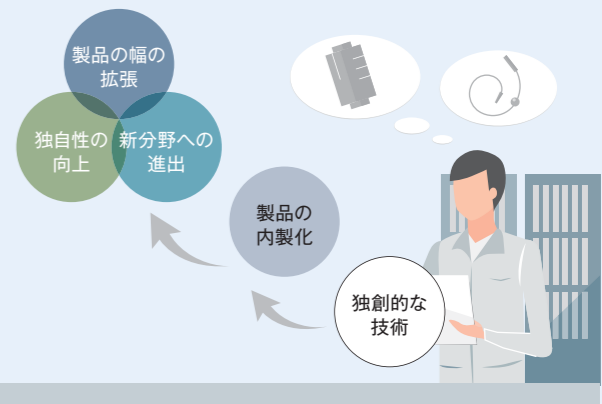 製品の幅の
拡張
独自性の
向上
新分野への
進出
製品の
内製化
独創的な
技術